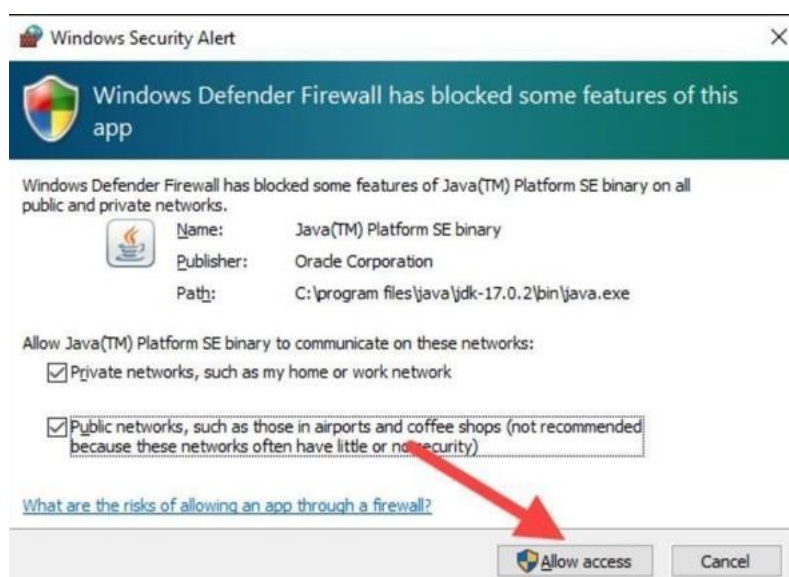 Windows Security Alert
Windows Defender Firewall has blocked some features of this
app
Windows Defender Firewall has blocked some features of Java(TM) Platform SE binary on all
public and private networks.
Name: Java(TM) Platform SE binary
Publisher: Oracle Corporation
Path: C:\program files\java\jdk-17.0.2\bin\java.exe
Allow Java(TM) Platform SE binary to communicate on these networks:
Private networks, such as my home or work network
Public networks, such as those in airports and coffee shops (not recommended
because these networks often have little or no security)
What are the risks of allowing an app through a firewall?
Allow access Cancel